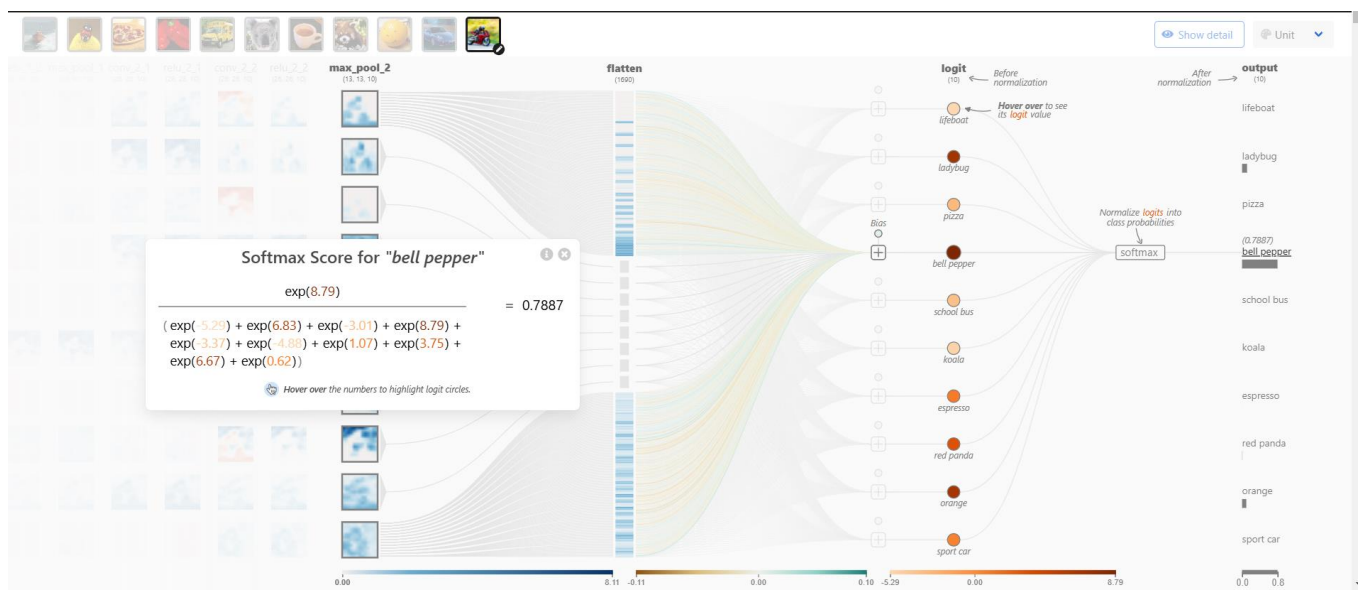 Show detail
Unit
conv_2_1
relu_2_1
conv_2_2
relu_2_2
max_pool_2
(13, 13, 10)
flatten
(1690)
logit
(10)
Before
normalization
After
normalization
output
(10)
Hover over to see
its logit value
lifeboat
lifeboat
ladybug
ladybug
pizza
pizza
Normalize logits into
class probabilities
Bias
softmax
(0.7887)
bell pepper
bell pepper
Softmax Score for "bell pepper"
exp(8.79)
= 0.7887
(exp(-5.29) + exp(6.83) + exp(-3.01) + exp(8.79) +
exp(-3.37) + exp(-4.88) + exp(1.07) + exp(3.75) +
exp(6.67) + exp(0.62))
Hover over the numbers to highlight logit circles.
school bus
school bus
koala
koala
espresso
espresso
red panda
red panda
orange
orange
sport car
sport car
0.00
8.11
-0.11
0.00
0.10
-5.29
0.00
8.79
0.0
0.8